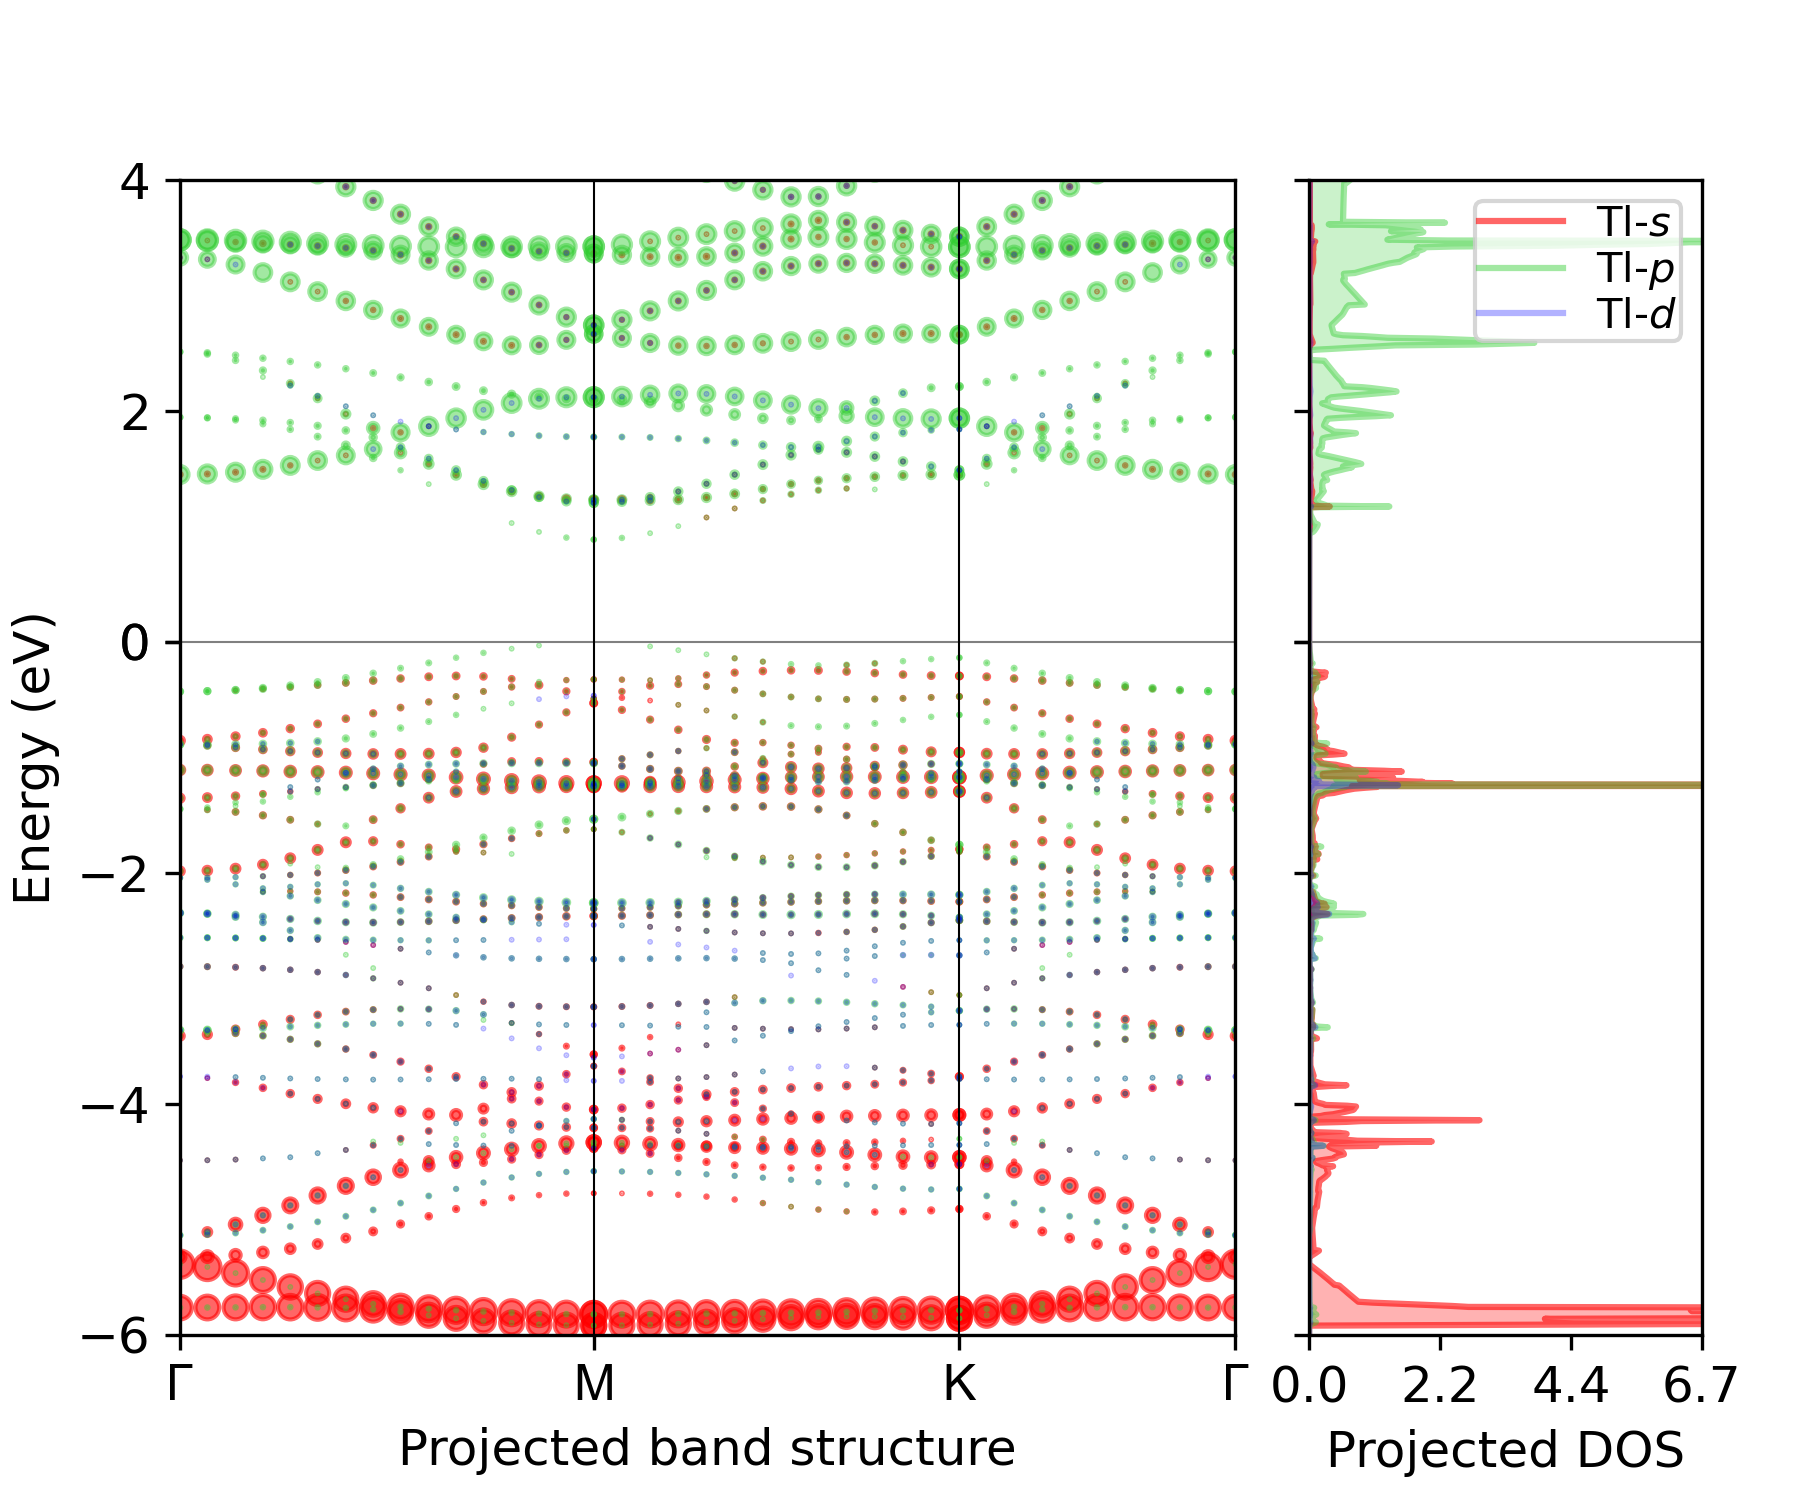 4
2
0
−2
−4
−6
Energy (eV)
Γ M K Γ
Projected band structure
Tl-s
Tl-p
Tl-d
0.0 2.2 4.4 6.7
Projected DOS